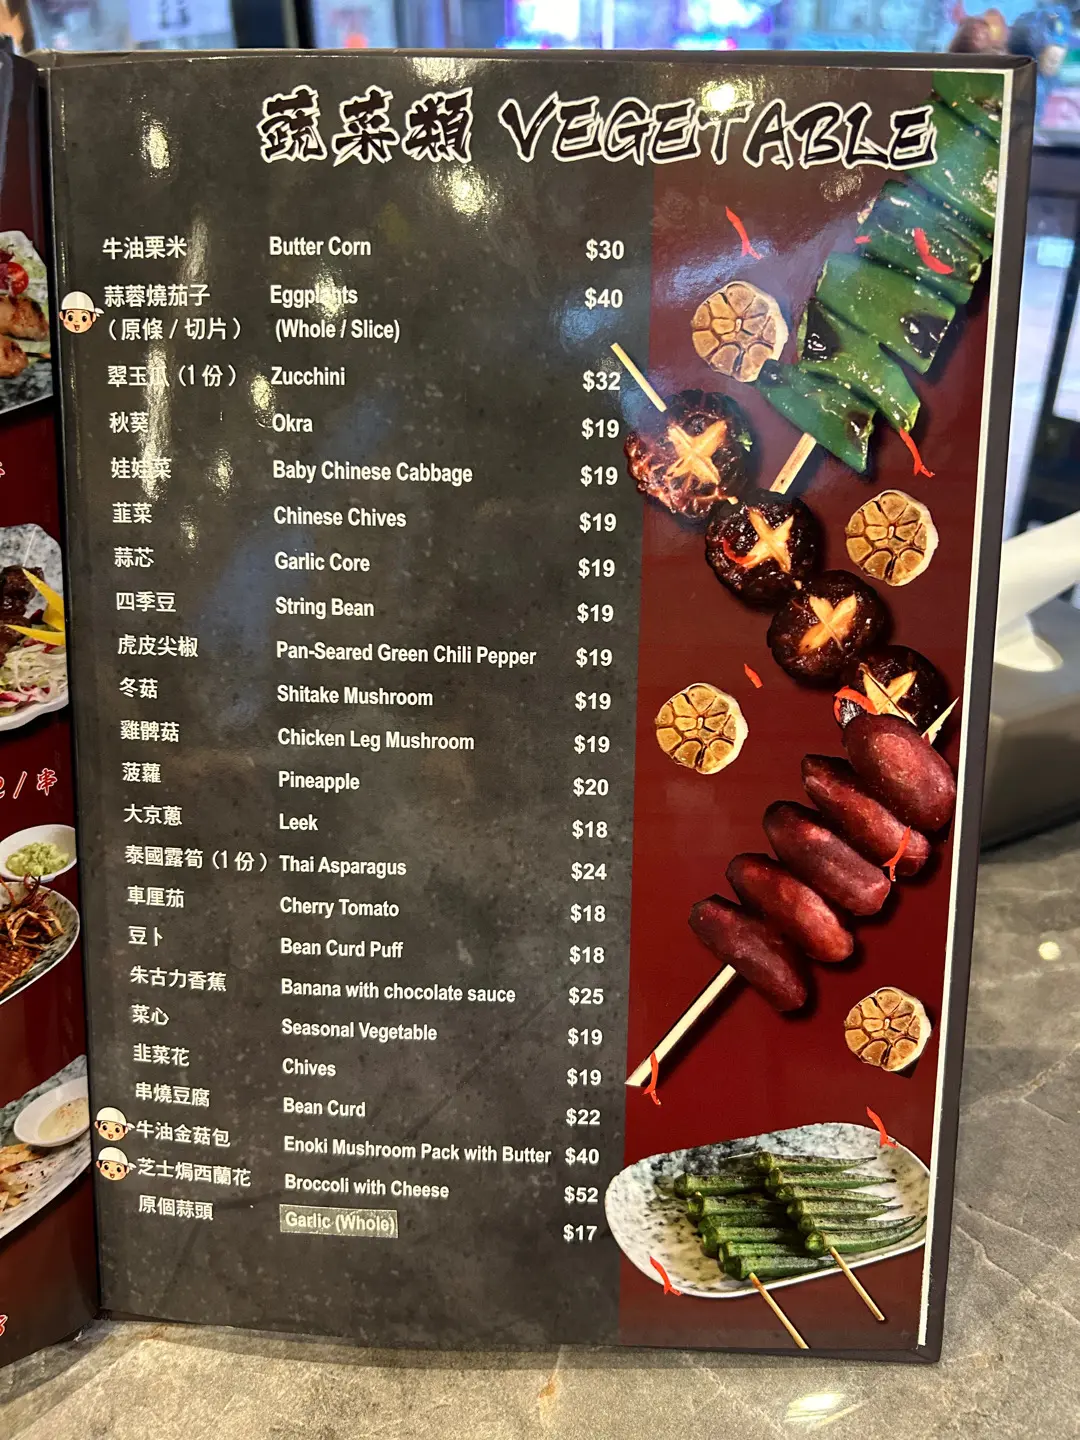 蔬菜類 VEGETABLE
牛油栗米 Butter Corn $30
蒜蓉燒茄子 Eggplants $40
（原條 / 切片） (Whole / Slice)
翠玉瓜（1份） Zucchini $32
秋葵 Okra $19
娃娃菜 Baby Chinese Cabbage $19
韮菜 Chinese Chives $19
蒜芯 Garlic Core $19
四季豆 String Bean $19
虎皮尖椒 Pan-Seared Green Chili Pepper $19
冬菇 Shitake Mushroom $19
雞髀菇 Chicken Leg Mushroom $19
菠蘿 Pineapple $20
大京蔥 Leek $18
泰國露筍（1份） Thai Asparagus $24
車厘茄 Cherry Tomato $18
豆卜 Bean Curd Puff $18
朱古力香蕉 Banana with chocolate sauce $25
菜心 Seasonal Vegetable $19
韮菜花 Chives $19
串燒豆腐 Bean Curd $22
牛油金菇包 Enoki Mushroom Pack with Butter $40
芝士焗西蘭花 Broccoli with Cheese $52
原個蒜頭 Garlic (Whole) $17
/ 串